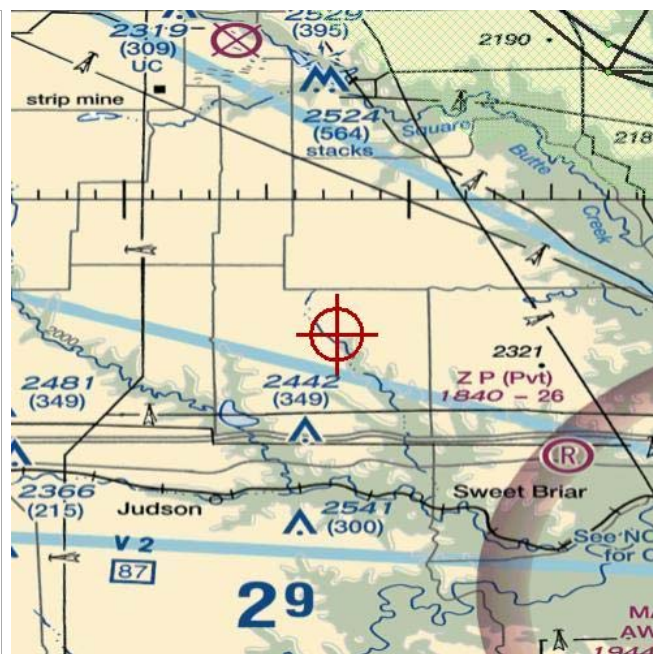 2319
(309)
UC
2529
(395)
2190
strip mine
2524
(564)
stacks
Square
Butte
Creek
218
2000
2321
Z P (Pvt)
1840 - 26
2481
(349)
2442
(349)
R
2366
(215)
Judson
2541
(300)
Sweet Briar
V 2
87
See NO
for C
29
MA
AW
1944